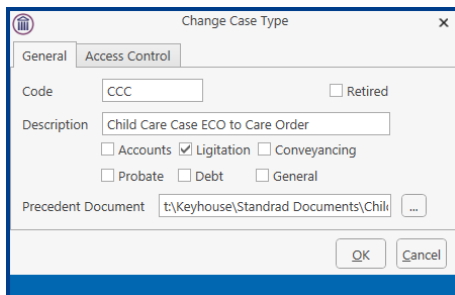 Change Case Type
General Access Control
Code CCC Retired
Description Child Care Case ECO to Care Order
Accounts Ligitation Conveyancing
Probate Debt General
Precedent Document t:\Keyhouse\Standrad Documents\Chil ...
OK Cancel